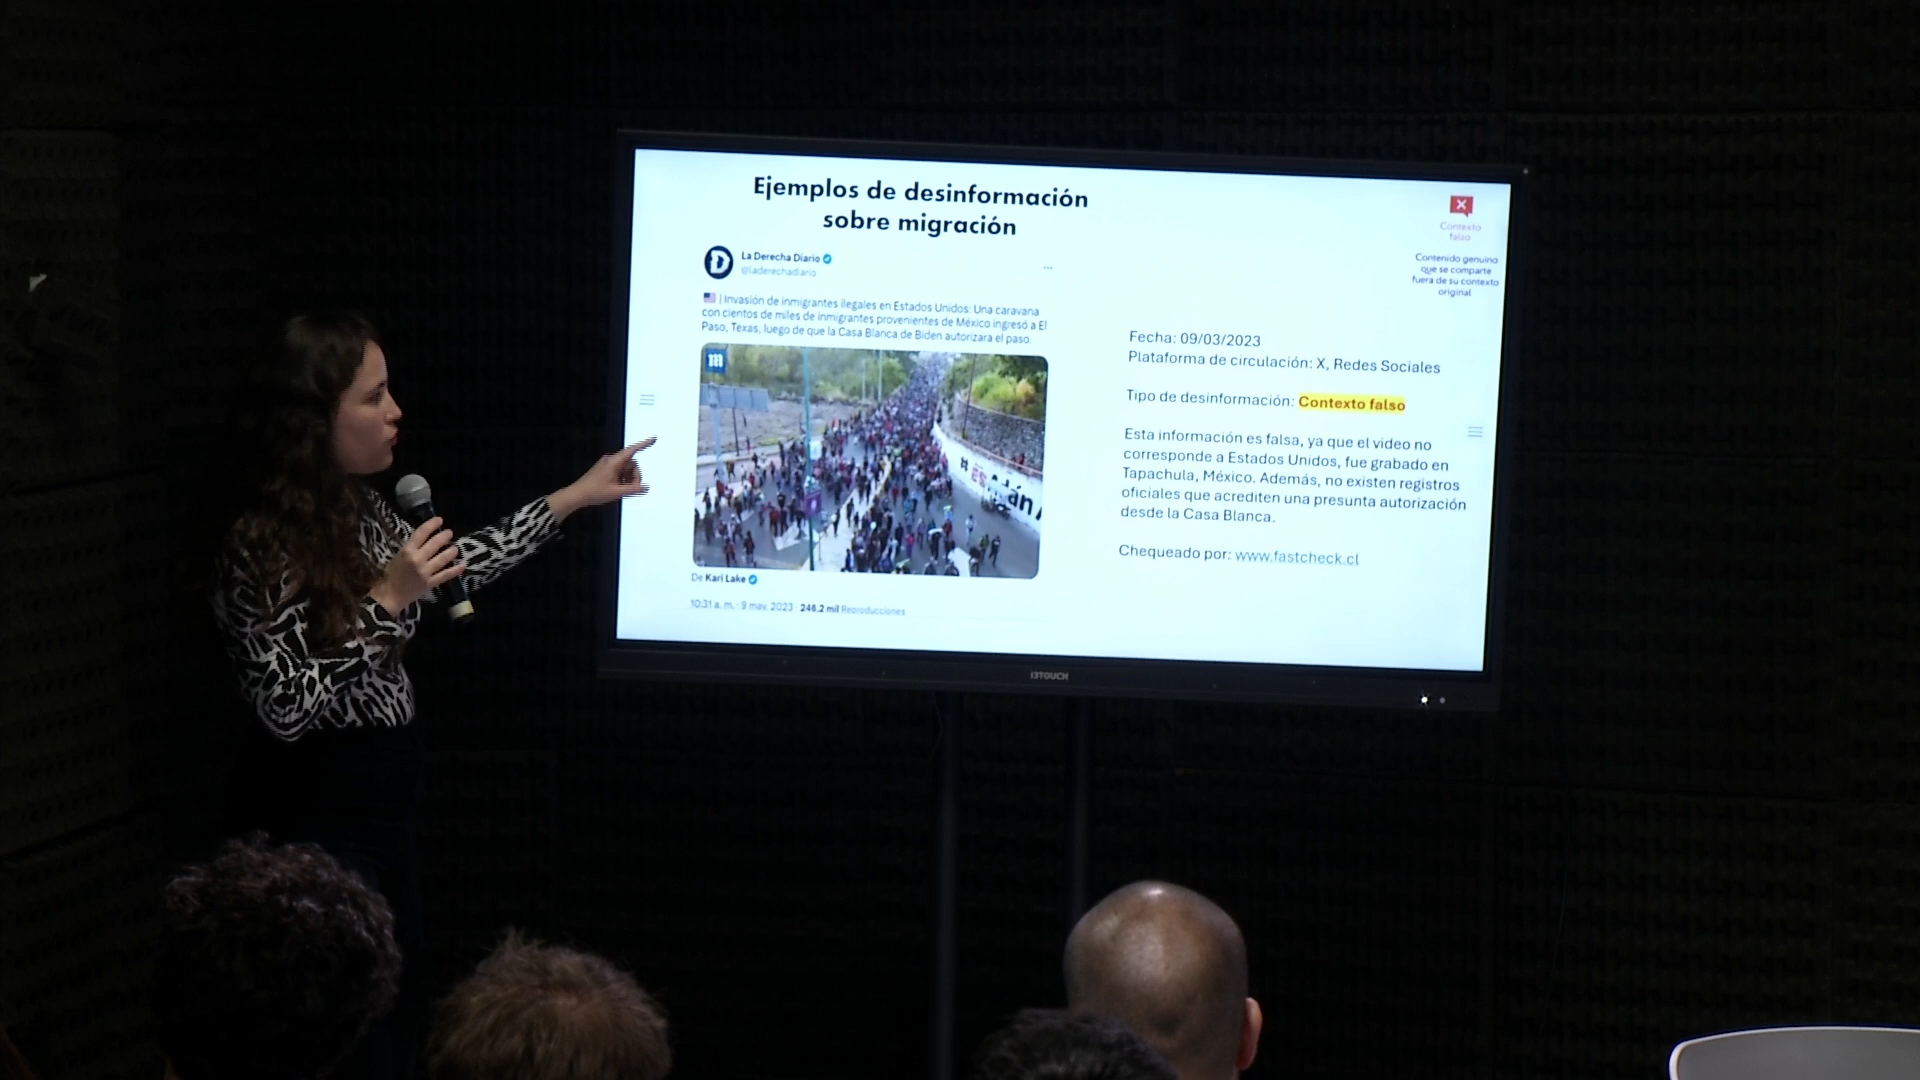 Ejemplos de desinformación
sobre migración
Contexto
falso
Contenido genuino
que se comparte
fuera de su contexto
original
La Derecha Diario
@laderechadiario
| Invasión de inmigrantes ilegales en Estados Unidos: Una caravana
con cientos de miles de inmigrantes provenientes de México ingresó a El
Paso, Texas, luego de que la Casa Blanca de Biden autorizara el paso.
m
De Kari Lake
10:31 a. m. · 9 may. 2023 · 246,2 mil Reproducciones
Fecha: 09/03/2023
Plataforma de circulación: X, Redes Sociales
Tipo de desinformación: Contexto falso
Esta información es falsa, ya que el video no
corresponde a Estados Unidos, fue grabado en
Tapachula, México. Además, no existen registros
oficiales que acrediten una presunta autorización
desde la Casa Blanca.
Chequeado por: www.fastcheck.cl
i3TOUCH